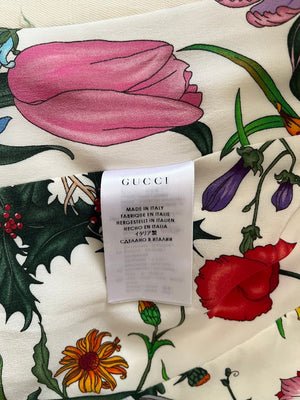 GUCCI
MADE IN ITALY
FABRIQUÉ EN ITALIE
HERGESTELLT IN ITALIEN
イタリア製
HECHO EN ITALIA
СДЕЛАНО В ИТАЛИИ